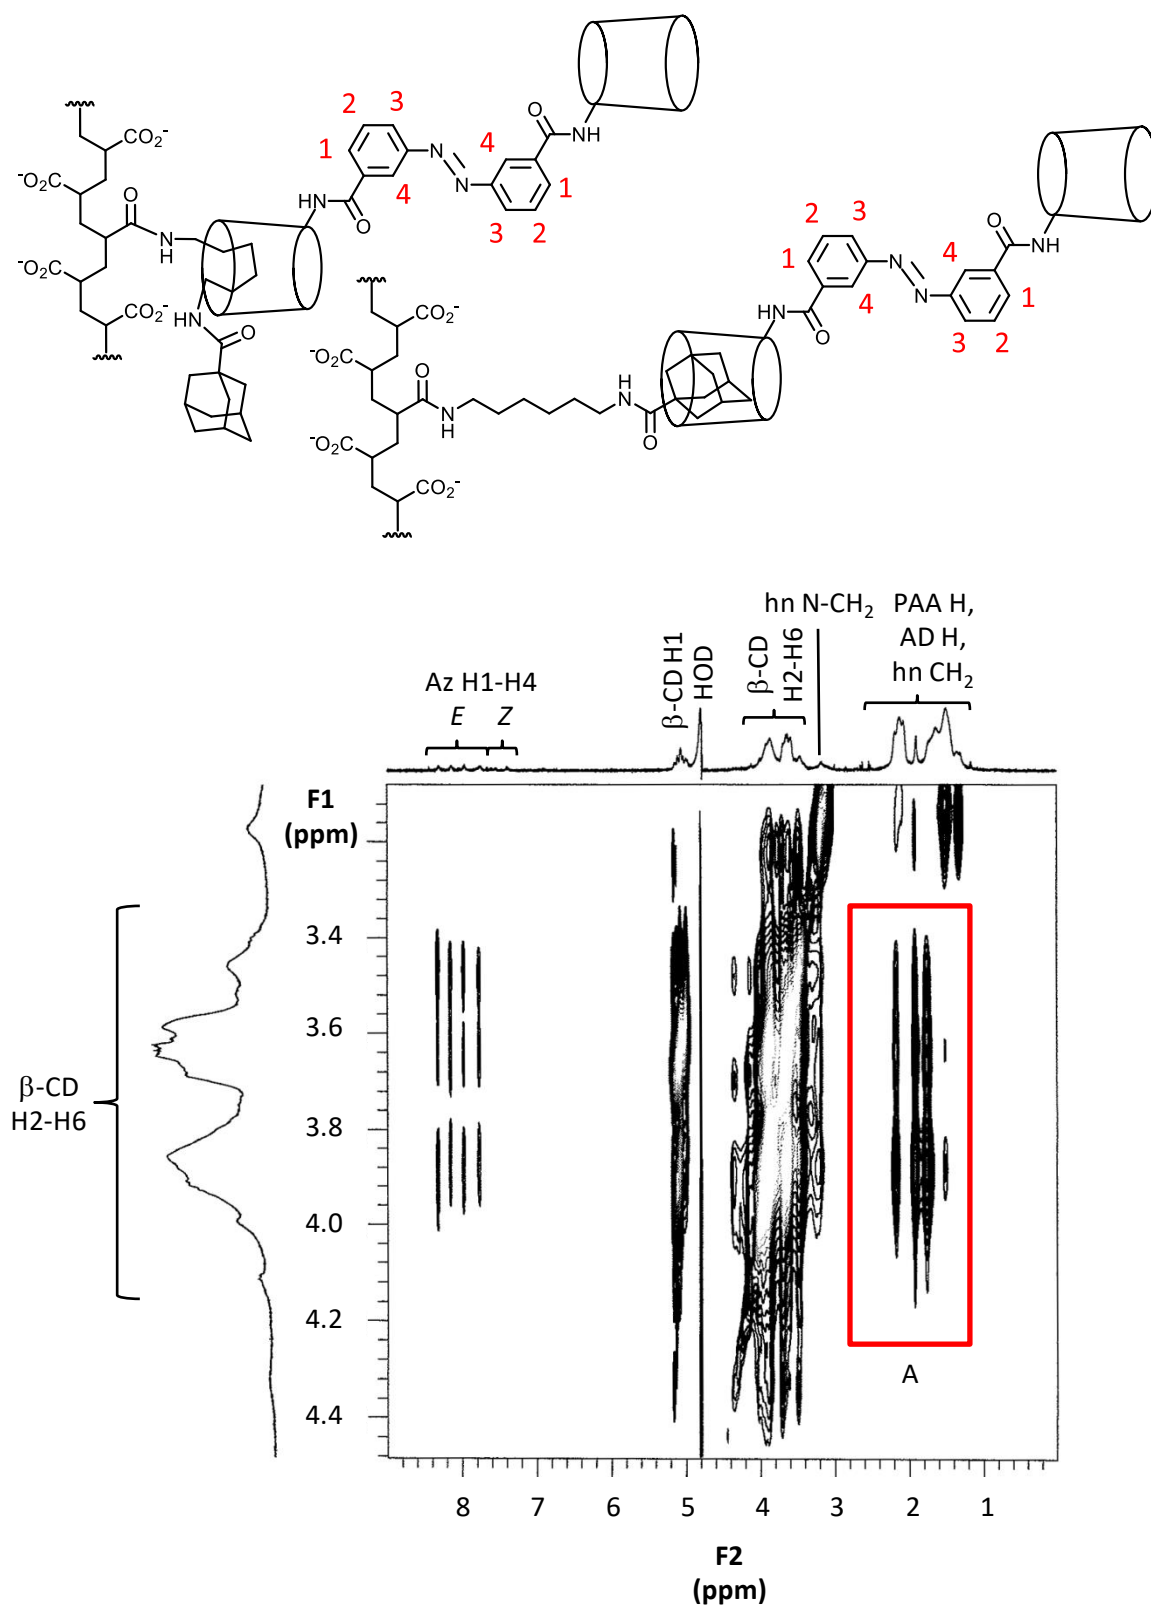 2
3
1
4
N
N
4
1
3
2
O
NH
NH
O
CO₂⁻
⁻O₂C
O
N
H
⁻O₂C
CO₂⁻
HN
O
2
3
1
4
N
N
4
1
3
2
O
NH
NH
O
CO₂⁻
⁻O₂C
O
N
H
H
N
O
⁻O₂C
CO₂⁻
Az H1-H4
E Z
β-CD H1
HOD
β-CD
H2-H6
hn N-CH₂
PAA H,
AD H,
hn CH₂
F1
(ppm)
3.4
3.6
3.8
4.0
4.2
4.4
β-CD
H2-H6
A
8 7 6 5 4 3 2 1
F2
(ppm)